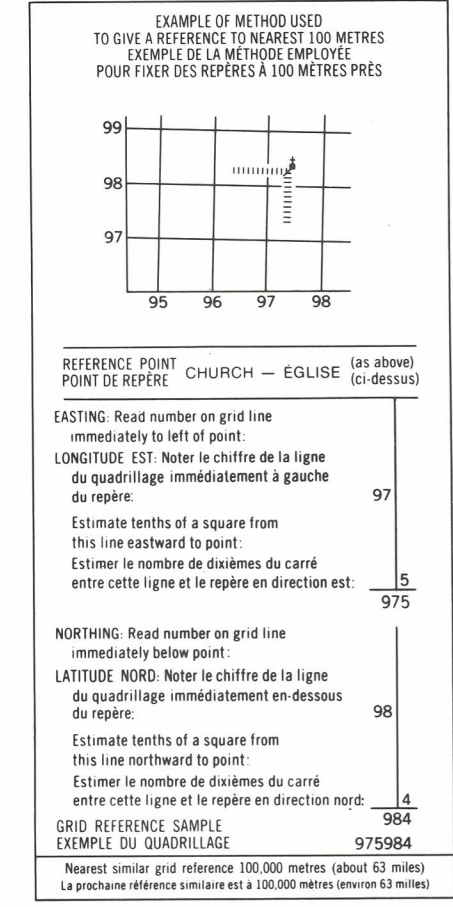 EXAMPLE OF METHOD USED
TO GIVE A REFERENCE TO NEAREST 100 METRES
EXEMPLE DE LA MÉTHODE EMPLOYÉE
POUR FIXER DES REPÈRES À 100 MÈTRES PRÈS
99
98
97
95 96 97 98
REFERENCE POINT
POINT DE REPÈRE
CHURCH — ÉGLISE
(as above)
(ci-dessus)
EASTING: Read number on grid line
immediately to left of point:
LONGITUDE EST: Noter le chiffre de la ligne
du quadrillage immédiatement à gauche
du repère: 97
Estimate tenths of a square from
this line eastward to point:
Estimer le nombre de dixièmes du carré
entre cette ligne et le repère en direction est: 5
975
NORTHING: Read number on grid line
immediately below point:
LATITUDE NORD: Noter le chiffre de la ligne
du quadrillage immédiatement en-dessous
du repère: 98
Estimate tenths of a square from
this line northward to point:
Estimer le nombre de dixièmes du carré
entre cette ligne et le repère en direction nord: 4
984
GRID REFERENCE SAMPLE
EXEMPLE DU QUADRILLAGE 975984
Nearest similar grid reference 100,000 metres (about 63 miles)
La prochaine référence similaire est à 100,000 mètres (environ 63 milles)